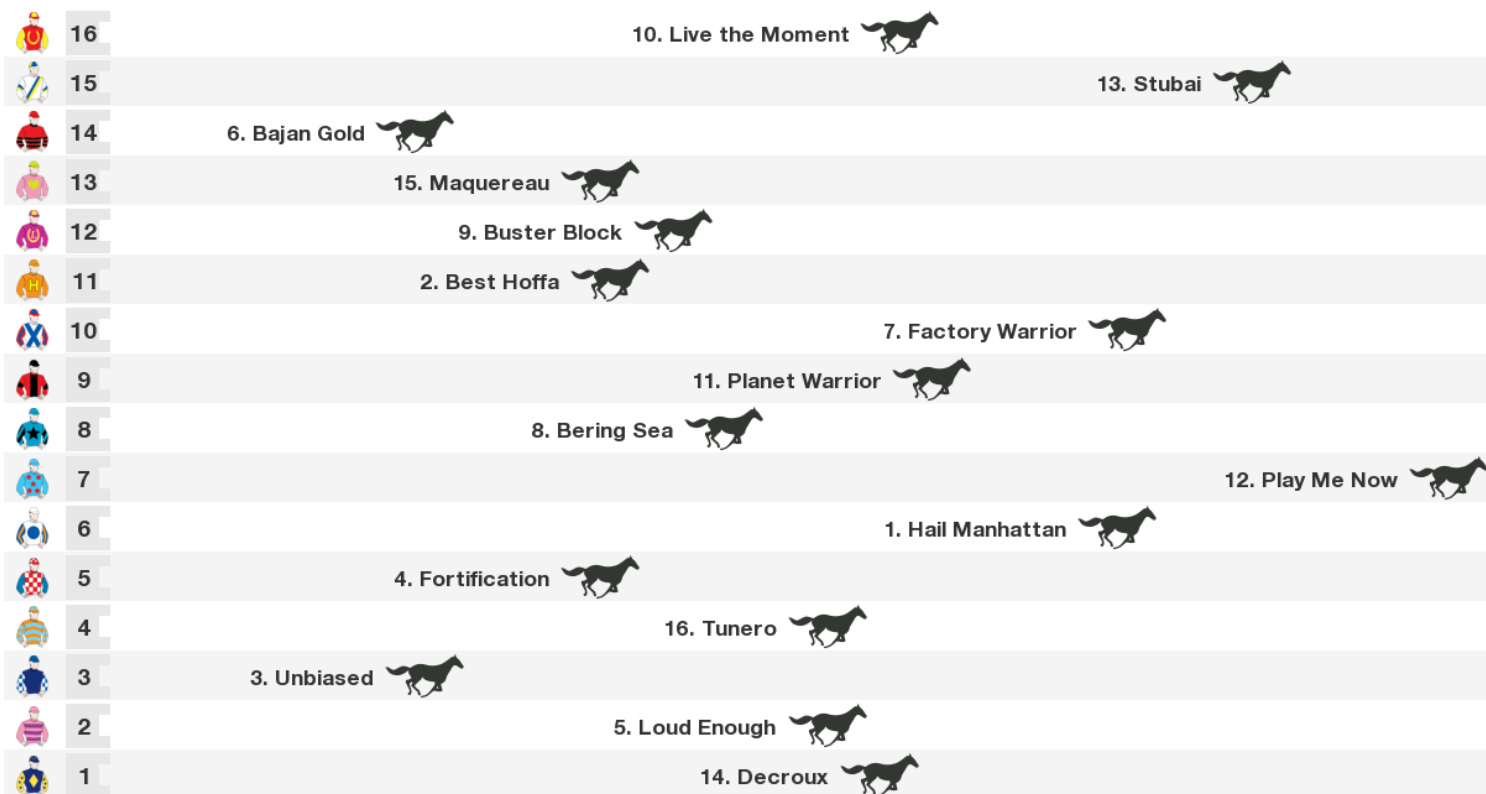 16 10. Live the Moment
15 13. Stubai
14 6. Bajan Gold
13 15. Maquereau
12 9. Buster Block
11 2. Best Hoffa
H
10 7. Factory Warrior
9 11. Planet Warrior
8 8. Bering Sea
7 12. Play Me Now
6 1. Hail Manhattan
5 4. Fortification
4 16. Tunero
3 3. Unbiased
2 5. Loud Enough
1 14. Decroux